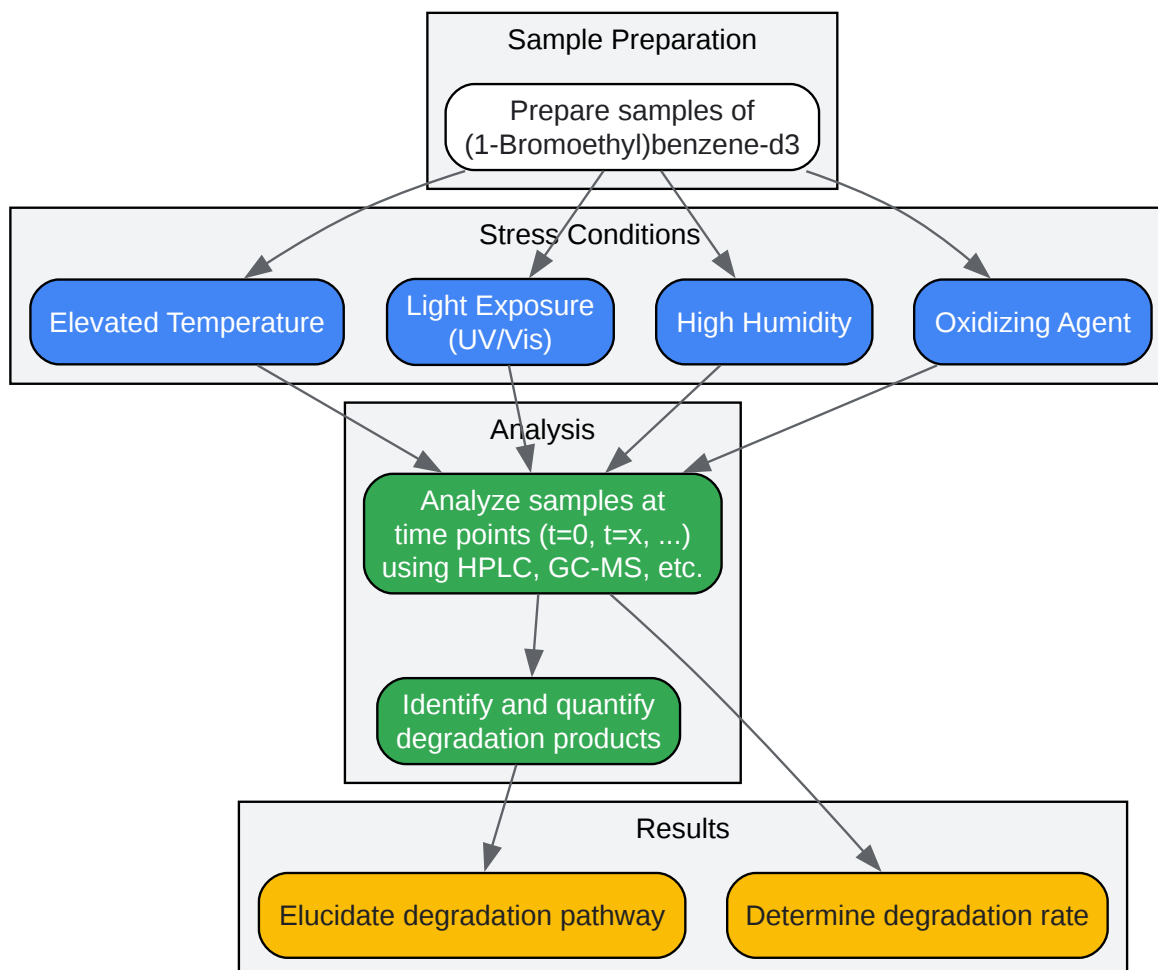 Sample Preparation
Prepare samples of
(1-Bromoethyl)benzene-d3
Stress Conditions
Elevated Temperature
Light Exposure
(UV/Vis)
High Humidity
Oxidizing Agent
Analysis
Analyze samples at
time points (t=0, t=x, ...)
using HPLC, GC-MS, etc.
Identify and quantify
degradation products
Results
Elucidate degradation pathway
Determine degradation rate